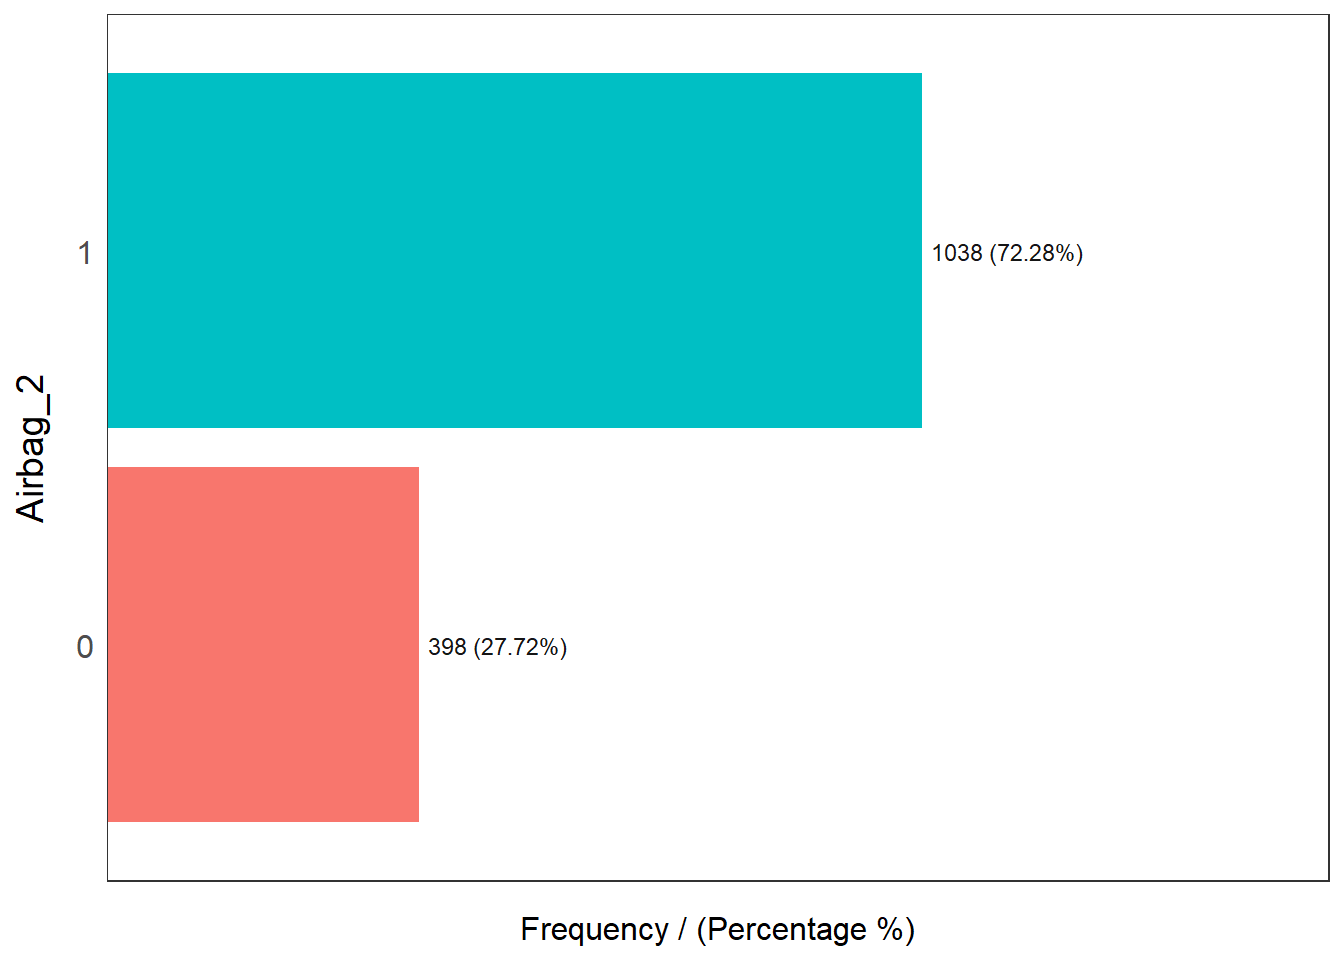 1
1038 (72.28%)
Airbag_2
0
398 (27.72%)
Frequency / (Percentage %)